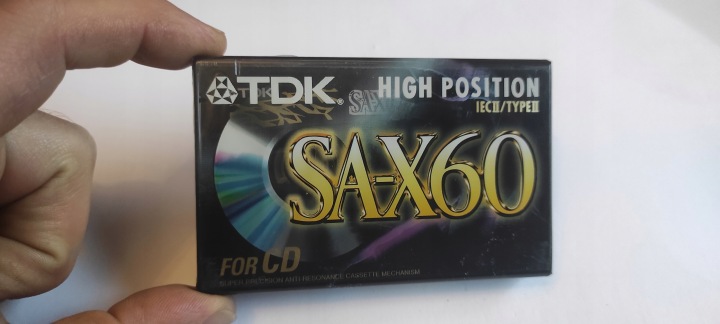 TDK®
HIGH POSITION
IECII/TYPEII
SA-X60
FOR CD
SUPER PRECISION ANTI-RESONANCE CASSETTE MECHANISM